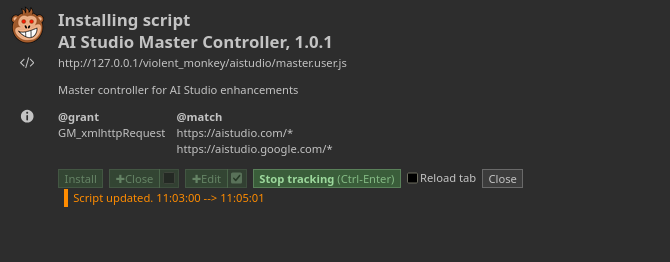 Installing script
AI Studio Master Controller, 1.0.1
</> http://127.0.0.1/violent_monkey/aistudio/master.user.js
Master controller for AI Studio enhancements
@grant @match
GM_xmlhttpRequest https://aistudio.com/*
https://aistudio.google.com/*
Install +Close +Edit Stop tracking (Ctrl-Enter) Reload tab Close
Script updated. 11:03:00 --> 11:05:01